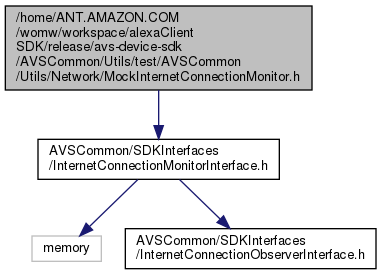 /home/ANT.AMAZON.COM
/womw/workspace/alexaClient
SDK/release/avs-device-sdk
/AVSCommon/Utils/test/AVSCommon
/Utils/Network/MockInternetConnectionMonitor.h
AVSCommon/SDKInterfaces
/InternetConnectionMonitorInterface.h
memory
AVSCommon/SDKInterfaces
/InternetConnectionObserverInterface.h